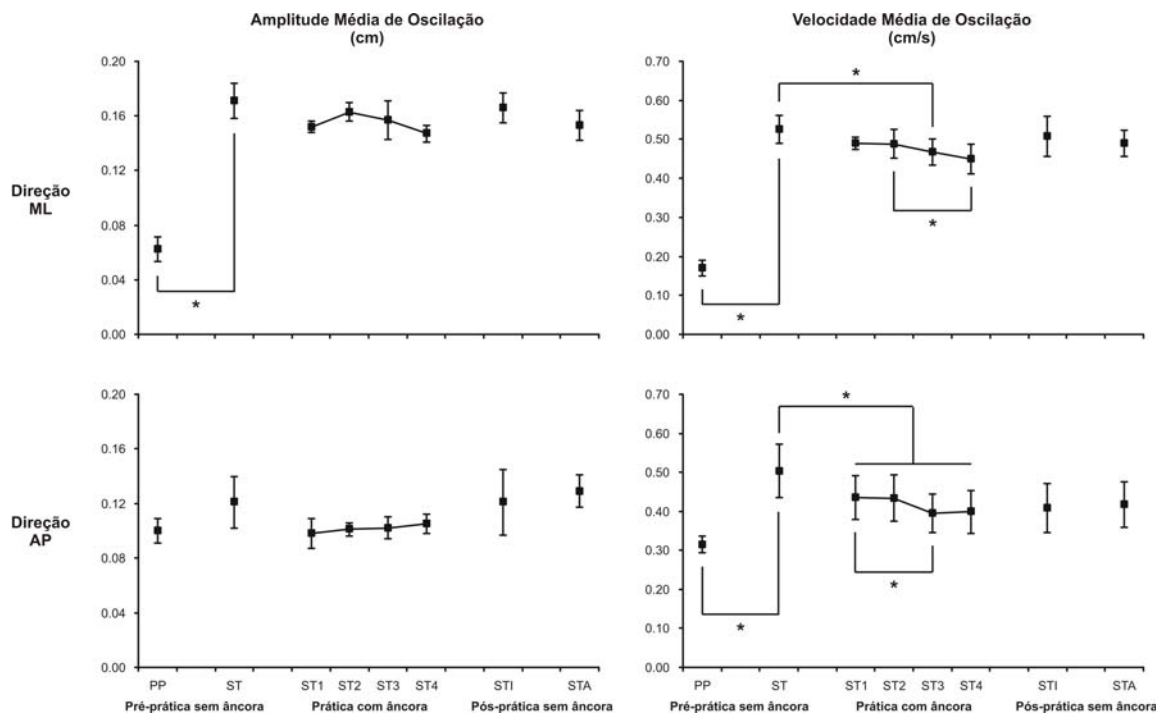 Amplitude Média de Oscilação
(cm)
Velocidade Média de Oscilação
(cm/s)
Direção
ML
0.20
0.16
0.12
0.08
0.04
0.00
*
0.70
0.60
0.50
0.40
0.30
0.20
0.10
0.00
*
*
*
Direção
AP
0.20
0.16
0.12
0.08
0.04
0.00
PP ST ST1 ST2 ST3 ST4 STI STA
Pré-prática sem âncora Prática com âncora Pós-prática sem âncora
0.70
0.60
0.50
0.40
0.30
0.20
0.10
0.00
*
*
*
PP ST ST1 ST2 ST3 ST4 STI STA
Pré-prática sem âncora Prática com âncora Pós-prática sem âncora